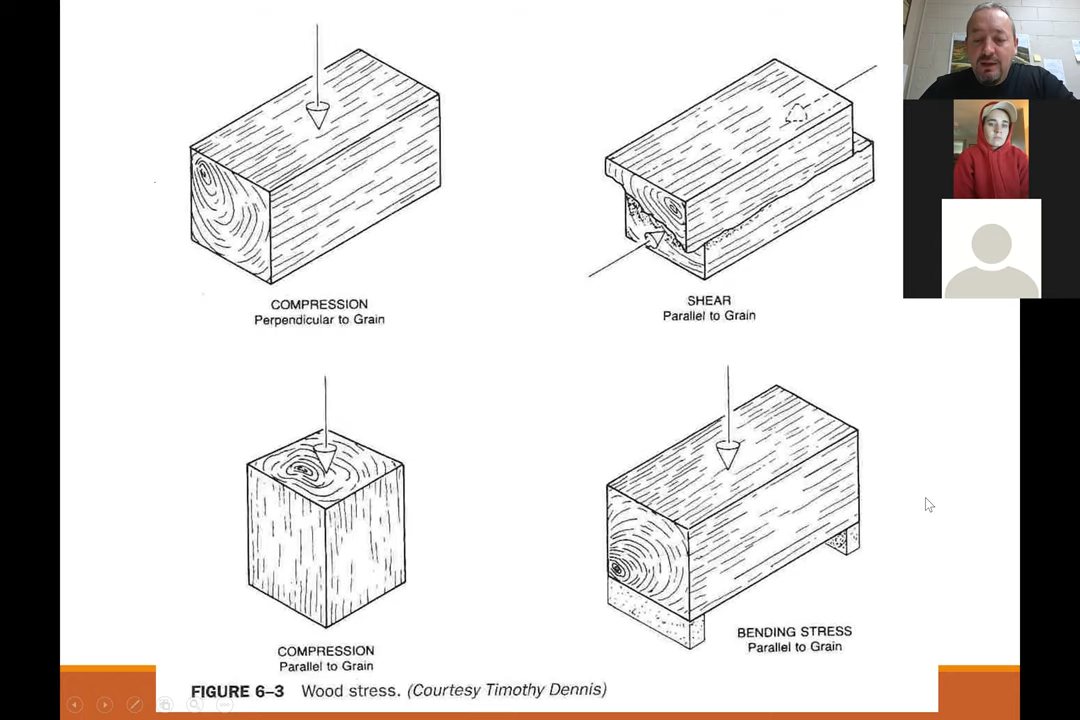 COMPRESSION
Perpendicular to Grain
SHEAR
Parallel to Grain
COMPRESSION
Parallel to Grain
BENDING STRESS
Parallel to Grain
FIGURE 6–3 Wood stress. (Courtesy Timothy Dennis)